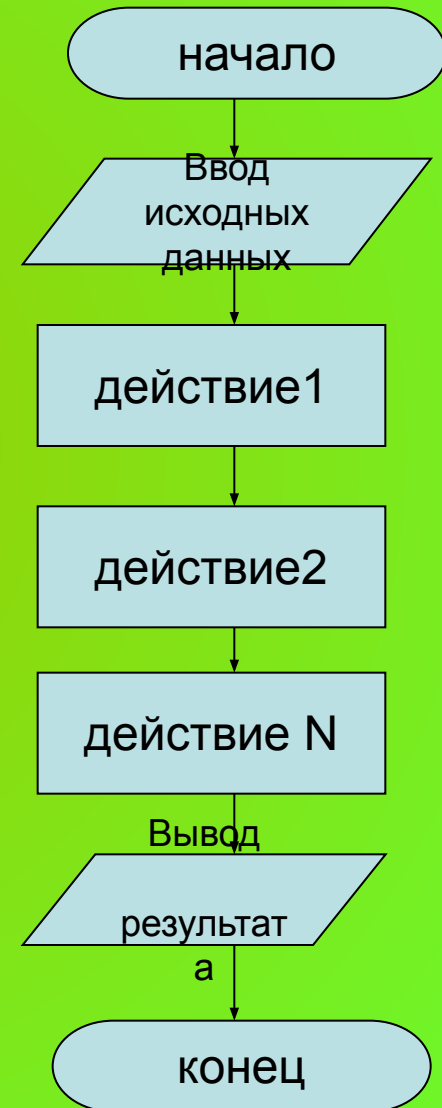 начало
Ввод
исходных
данных
действие1
действие2
действие N
Вывод
результат
а
конец